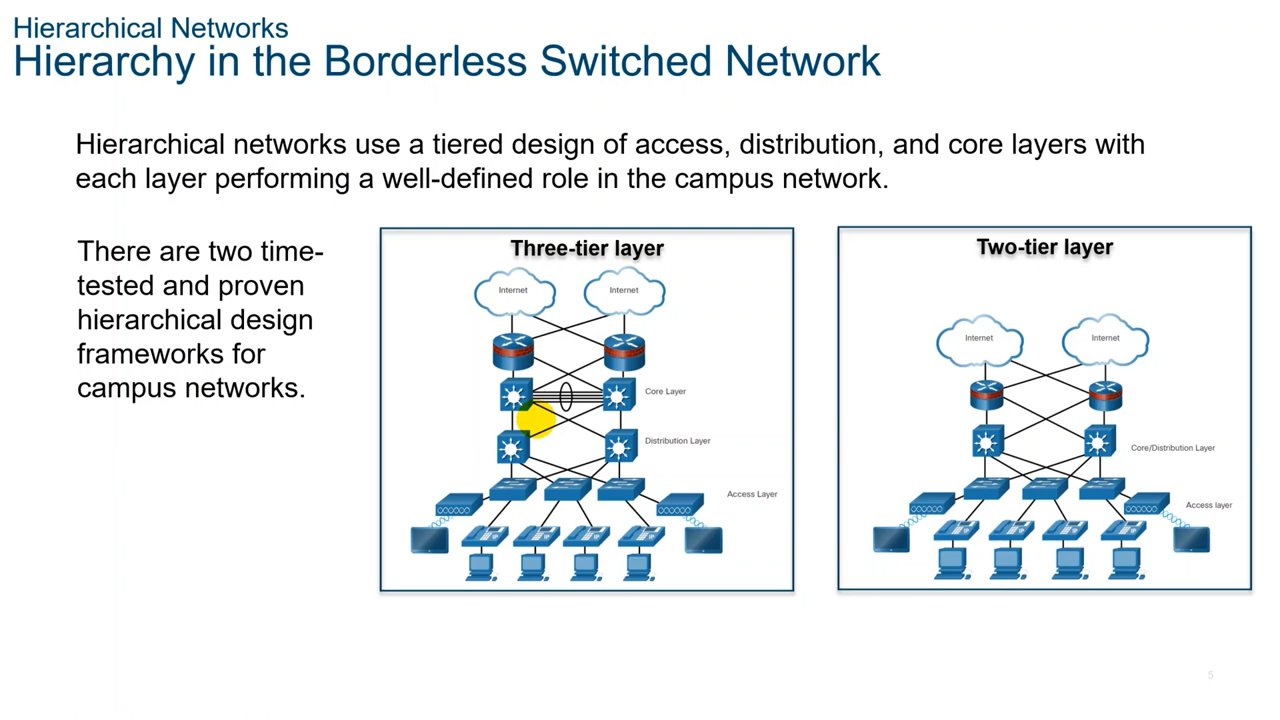 Hierarchical Networks
Hierarchy in the Borderless Switched Network
Hierarchical networks use a tiered design of access, distribution, and core layers with
each layer performing a well-defined role in the campus network.
There are two time-
tested and proven
hierarchical design
frameworks for
campus networks.
Three-tier layer
Internet
Internet
Core Layer
Distribution Layer
Access Layer
Two-tier layer
Internet
Internet
Core/Distribution Layer
Access layer
5